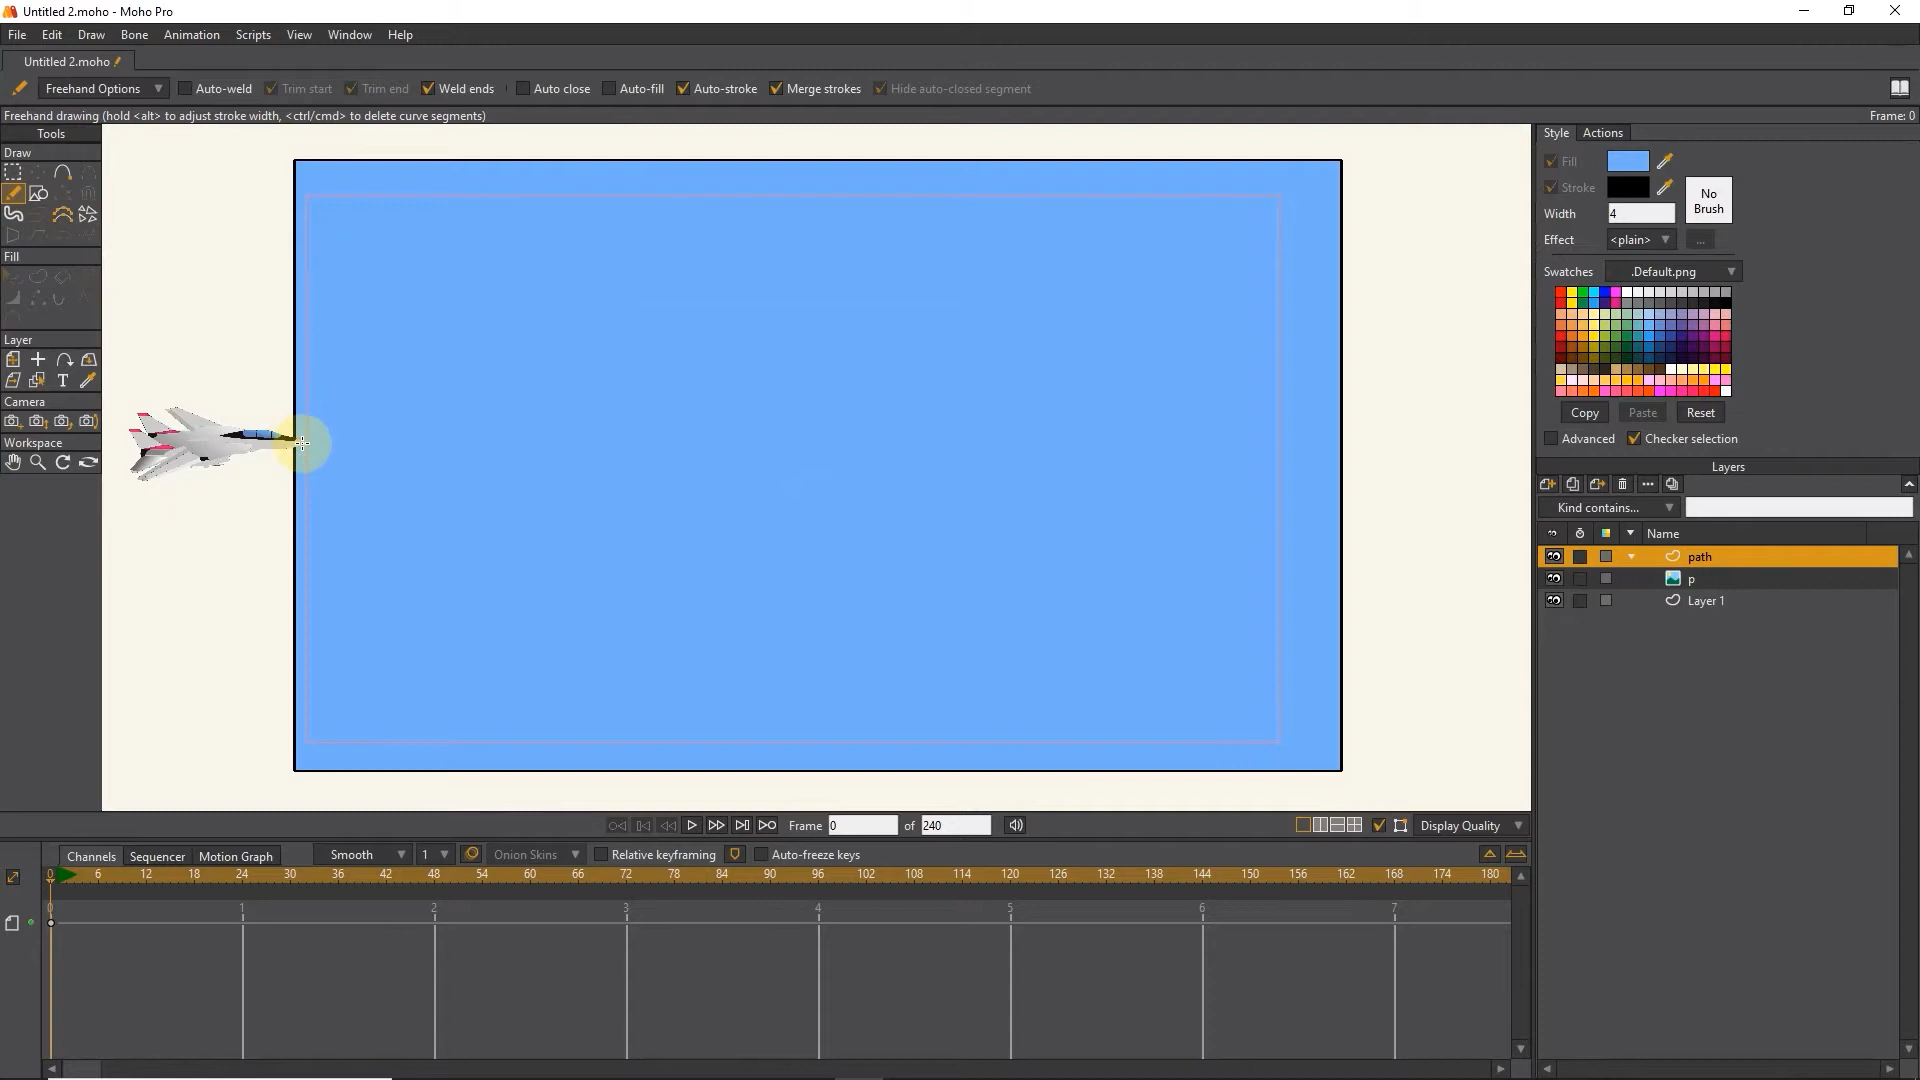 Untitled 2.moho - Moho Pro
File Edit Draw Bone Animation Scripts View Window Help
Untitled 2.moho
Freehand Options Auto-weld Trim start Trim end Weld ends Auto close Auto-fill Auto-stroke Merge strokes Hide auto-closed segment
Freehand drawing (hold <alt> to adjust stroke width, <ctrl/cmd> to delete curve segments) Frame: 0
Tools
Draw
Fill
Layer
T
Camera
Workspace
Style Actions
Fill
Stroke
No Brush
Width 4
Effect <plain> ...
Swatches .Default.png
Copy Paste Reset
Advanced Checker selection
Layers
Kind contains...
Name
path
p
Layer 1
Frame 0 of 240 Display Quality
Channels Sequencer Motion Graph Smooth 1 Onion Skins Relative keyframing Auto-freeze keys
0 6 12 18 24 30 36 42 48 54 60 66 72 78 84 90 96 102 108 114 120 126 132 138 144 150 156 162 168 174 180
0 1 2 3 4 5 6 7